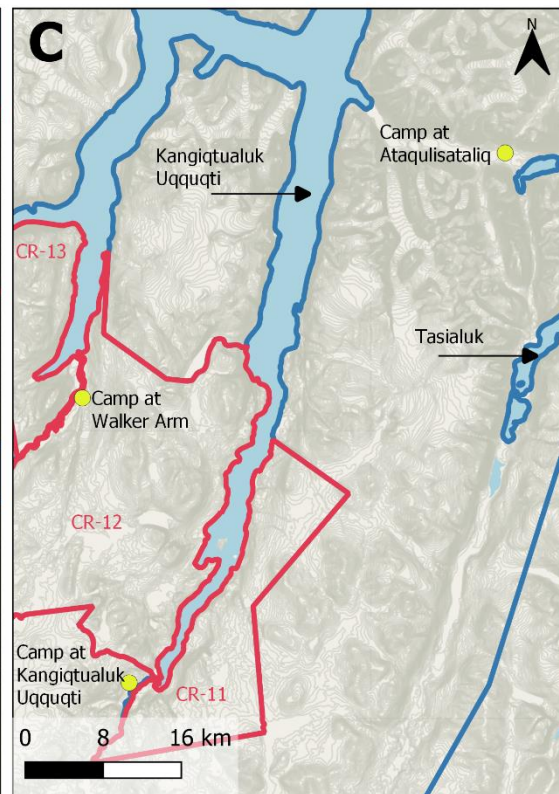 C
N
Camp at
Ataqulisataliq
Kangiqtualuk
Uqquqti
CR-13
Tasialuk
Camp at
Walker Arm
CR-12
Camp at
Kangiqtualuk
Uqquqti
CR-11
0 8 16 km